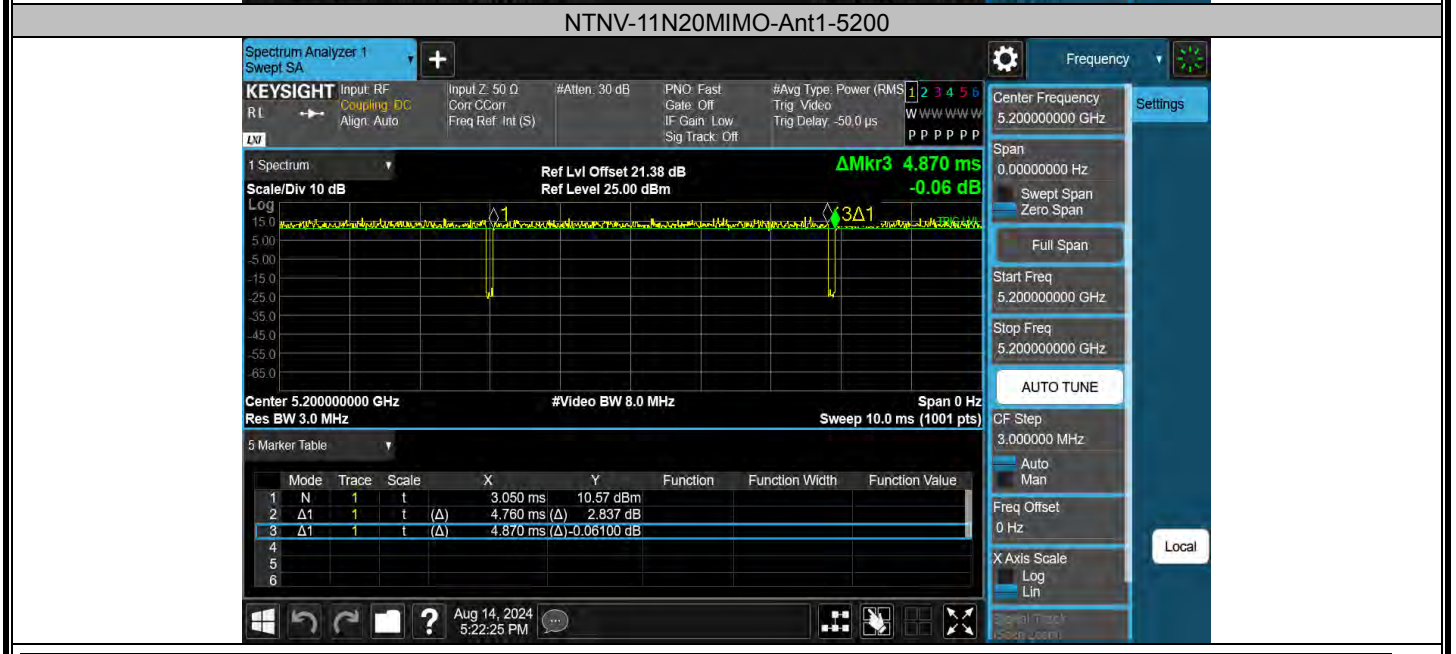 NTNV-11N20MIMO-Ant1-5200
Spectrum Analyzer 1
Swept SA
+
Frequency
KEYSIGHT
RL
LXI
Input: RF
Coupling: DC
Align: Auto
Input Z: 50 Ω
Corr CCorr
Freq Ref: Int (S)
#Atten: 30 dB
PNO: Fast
Gate: Off
IF Gain: Low
Sig Track: Off
#Avg Type: Power (RMS
Trig: Video
Trig Delay: -50.0 µs
1 2 3 4 5 6
W W W W W W
P P P P P P
1 Spectrum
Scale/Div 10 dB
Ref Lvl Offset 21.38 dB
Ref Level 25.00 dBm
ΔMkr3 4.870 ms
-0.06 dB
Log
15.0
5.00
-5.00
-15.0
-25.0
-35.0
-45.0
-55.0
-65.0
1
3Δ1
TRIG LVL
Center 5.200000000 GHz
#Video BW 8.0 MHz
Span 0 Hz
Res BW 3.0 MHz
Sweep 10.0 ms (1001 pts)
5 Marker Table
Mode Trace Scale X Y Function Function Width Function Value
1 N 1 t 3.050 ms 10.57 dBm
2 Δ1 1 t (Δ) 4.760 ms (Δ) 2.837 dB
3 Δ1 1 t (Δ) 4.870 ms (Δ) -0.06100 dB
4
5
6
Aug 14, 2024
5:22:25 PM
Center Frequency
5.200000000 GHz
Settings
Span
0.00000000 Hz
Swept Span
Zero Span
Full Span
Start Freq
5.200000000 GHz
Stop Freq
5.200000000 GHz
AUTO TUNE
CF Step
3.000000 MHz
Auto
Man
Freq Offset
0 Hz
X Axis Scale
Log
Lin
Signal Track
(Span Zoom)
Local